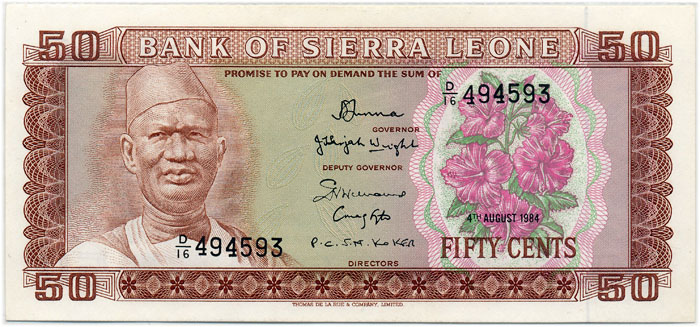 50 BANK OF SIERRA LEONE 50
PROMISE TO PAY ON DEMAND THE SUM OF
D/16 494593
GOVERNOR
DEPUTY GOVERNOR
4TH AUGUST 1984
D/16 494593
P.C.S.A. KOKER
FIFTY CENTS
DIRECTORS
50 50
THOMAS DE LA RUE & COMPANY, LIMITED.